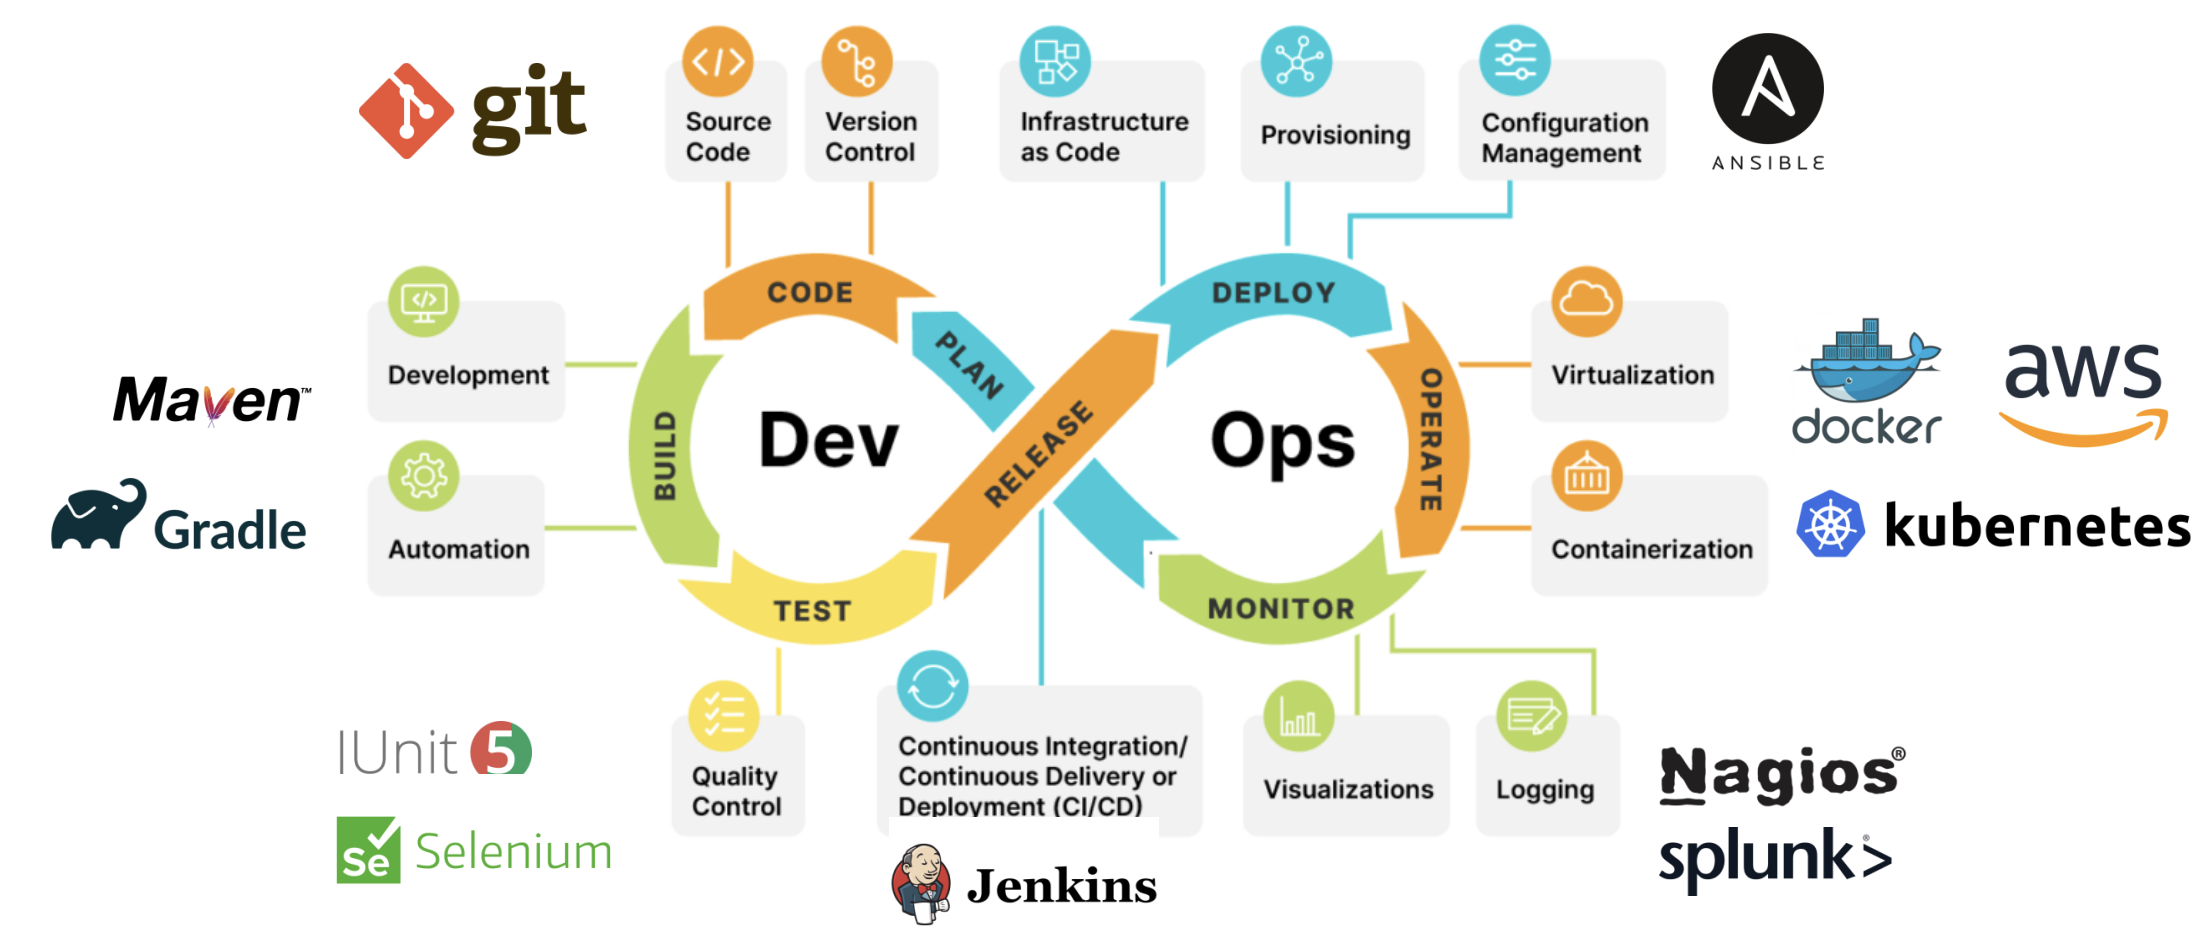 git
Source
Code
Version
Control
Infrastructure
as Code
Provisioning
Configuration
Management
ANSIBLE
CODE
PLAN
DEPLOY
Development
Virtualization
Maven™
BUILD
Dev
RELEASE
Ops
OPERATE
docker
aws
Gradle
Automation
Containerization
kubernetes
TEST
MONITOR
IUnit 5
Quality
Control
Continuous Integration/
Continuous Delivery or
Deployment (CI/CD)
Visualizations
Logging
Nagios®
Se Selenium
Jenkins
splunk>®